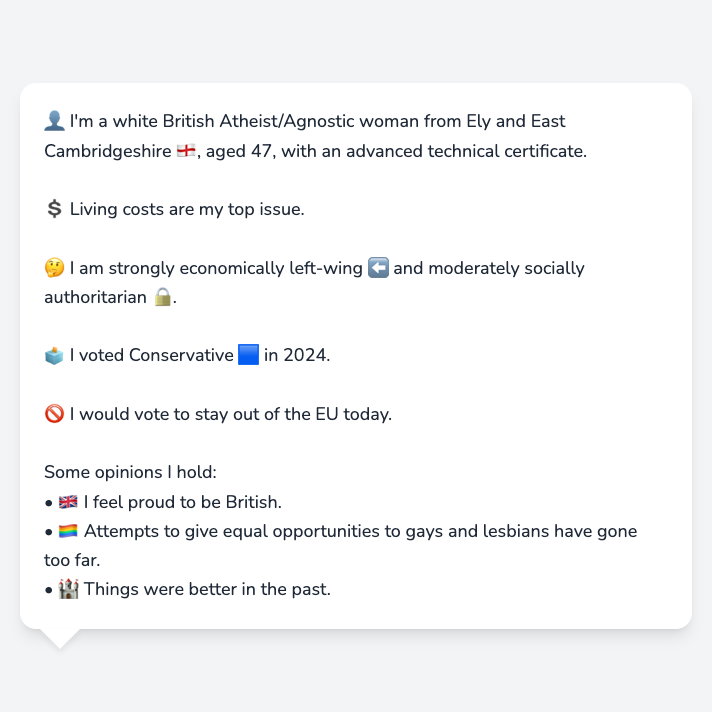 👤 I'm a white British Atheist/Agnostic woman from Ely and East
Cambridgeshire 🏴󠁧󠁢󠁥󠁮󠁧󠁿, aged 47, with an advanced technical certificate.
💲 Living costs are my top issue.
🤔 I am strongly economically left-wing ⬅️ and moderately socially
authoritarian 🔒.
🗳️ I voted Conservative 🟦 in 2024.
🚫 I would vote to stay out of the EU today.
Some opinions I hold:
• 🇬🇧 I feel proud to be British.
• 🏳️‍🌈 Attempts to give equal opportunities to gays and lesbians have gone
too far.
• 🏰 Things were better in the past.